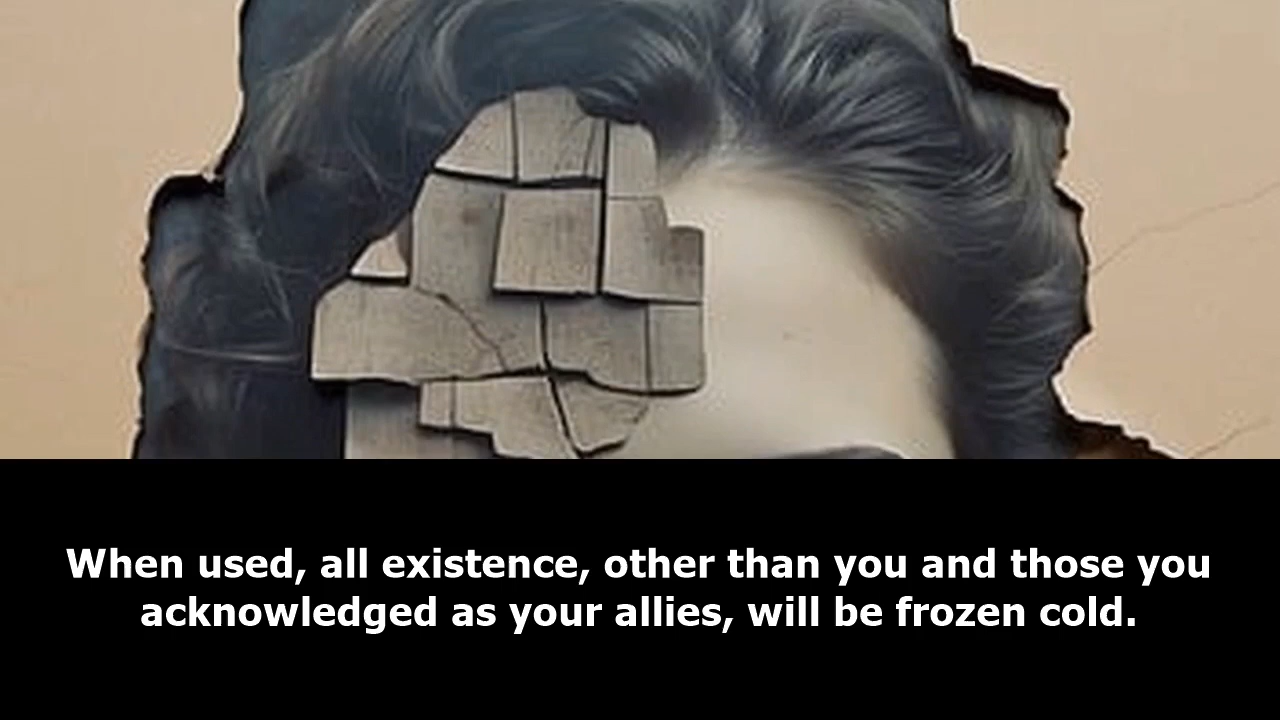 When used, all existence, other than you and those you
acknowledged as your allies, will be frozen cold.